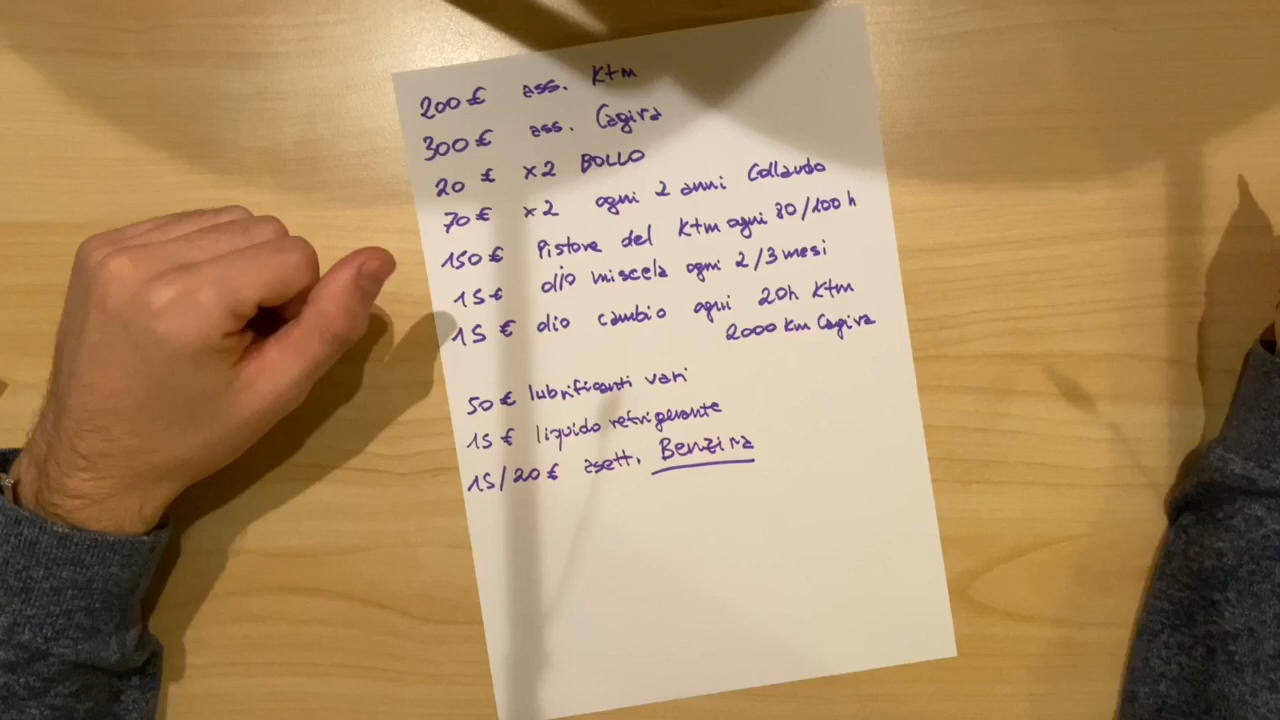 200€ ass. Ktm
300€ ass. Cagiva
20 € x2 BOLLO
70€ x2 ogni 2 anni Collaudo
150€ Pistone del Ktm ogni 80/100 h
15€ olio miscela ogni 2/3 mesi
15 € olio cambio ogni 20h Ktm
2000 km Cagiva
50€ lubrificanti vari
15€ liquido refrigerante
15/20€ a sett. Benzina